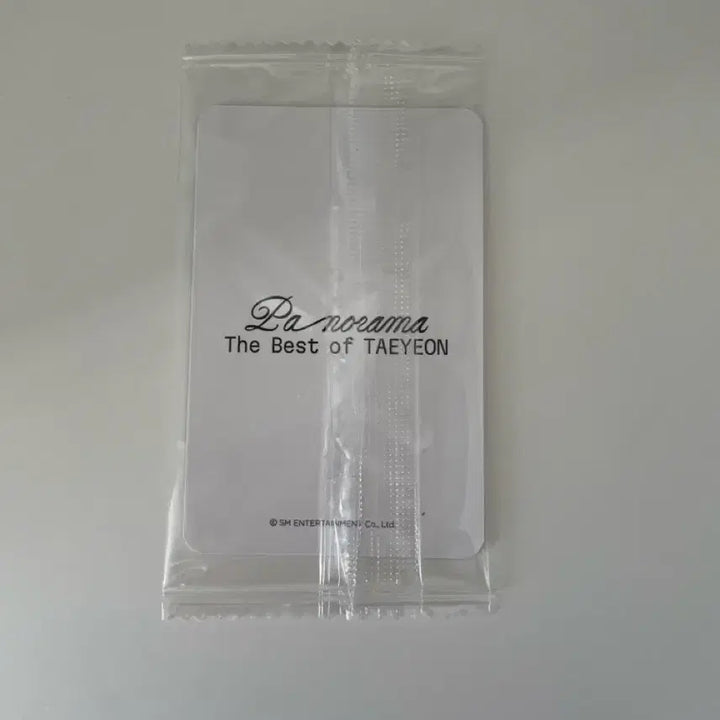 Panorama
The Best of TAEYEON
© SM ENTERTAINMENT Co., Ltd.